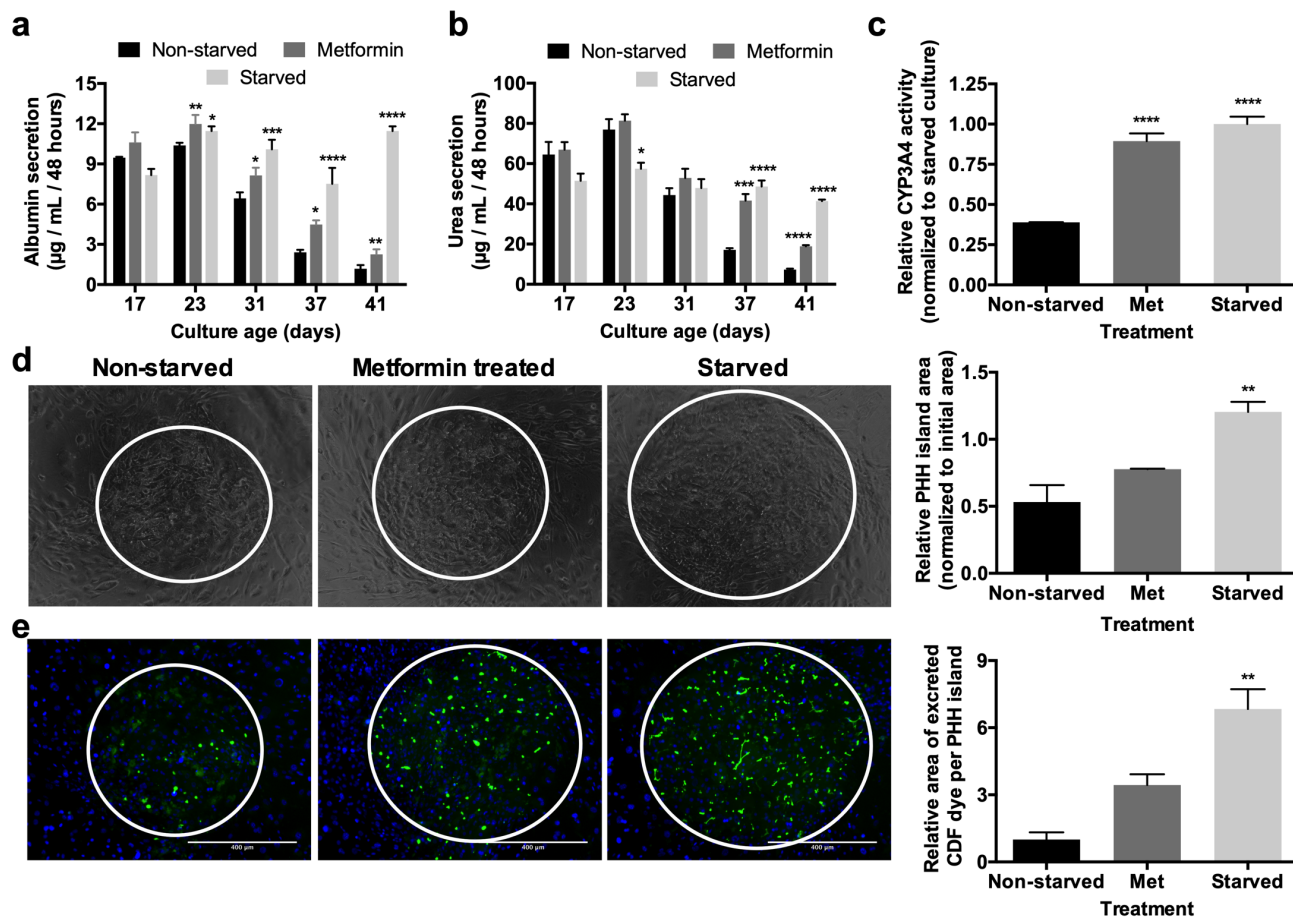 a
Non-starved
Metformin
Starved
Albumin secretion
(µg / mL / 48 hours)
15
12
9
6
3
0
** * * *** * **** ** ****
17 23 31 37 41
Culture age (days)
b
Non-starved
Metformin
Starved
Urea secretion
(µg / mL / 48 hours)
100
80
60
40
20
0
* *** **** **** ****
17 23 31 37 41
Culture age (days)
c
Relative CYP3A4 activity
(normalized to starved culture)
1.25
1.00
0.75
0.50
0.25
0.00
**** ****
Non-starved Met Starved
Treatment
d
Non-starved
Metformin treated
Starved
Relative PHH island area
(normalized to initial area)
1.5
1.0
0.5
0.0
**
Non-starved Met Starved
Treatment
e
400 µm
400 µm
400 µm
Relative area of excreted
CDF dye per PHH island
9
6
3
0
**
Non-starved Met Starved
Treatment